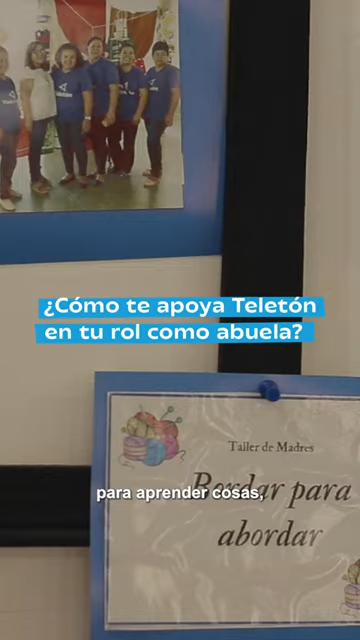 ¿Cómo te apoya Teletón
en tu rol como abuela?
Taller de Madres
Bordar para
abordar
para aprender cosas,